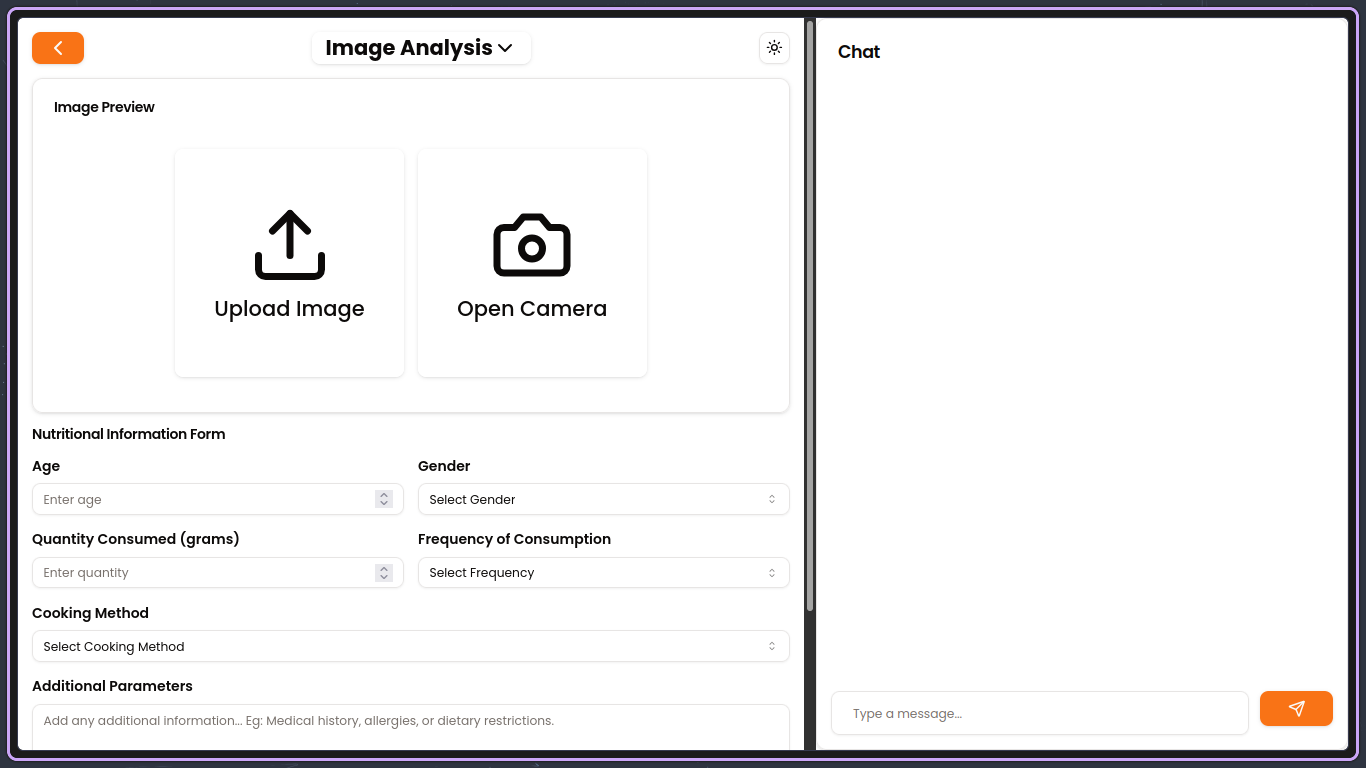 Image Analysis
Image Preview
Upload Image
Open Camera
Nutritional Information Form
Age
Gender
Enter age
Select Gender
Quantity Consumed (grams)
Frequency of Consumption
Enter quantity
Select Frequency
Cooking Method
Select Cooking Method
Additional Parameters
Add any additional information... Eg: Medical history, allergies, or dietary restrictions.
Chat
Type a message...